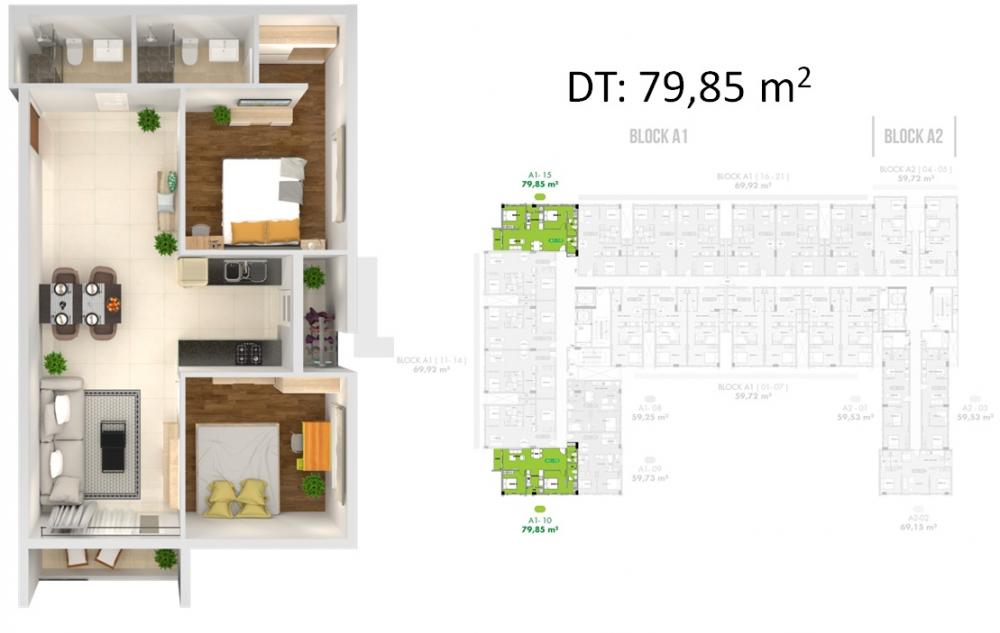 DT: 79,85 m²
BLOCK A1
BLOCK A2
A1- 15
79,85 m²
BLOCK A1 ( 16 - 21 )
69,92 m²
BLOCK A2 ( 04 - 05 )
59,72 m²
BLOCK A1 ( 11- 14 )
69,92 m²
BLOCK A1 ( 01- 07 )
59,72 m²
A1- 08
59,25 m²
A2 - 01
59,53 m²
A2 - 03
59,53 m²
A1- 09
59,73 m²
A1- 10
79,85 m²
A2-02
69,15 m²